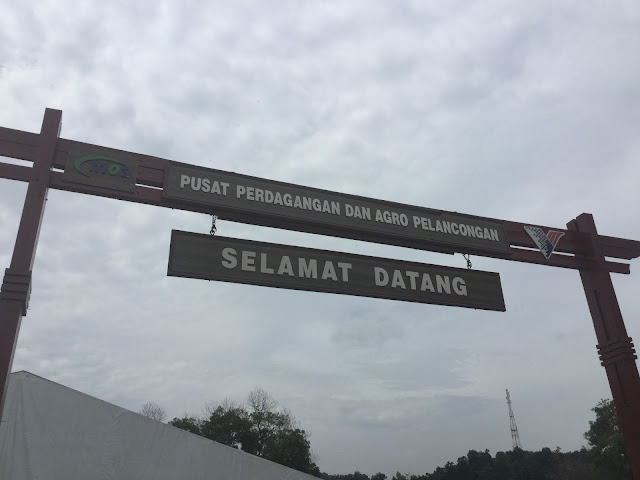 PUSAT PERDAGANGAN DAN AGRO PELANCONGAN
SELAMAT DATANG